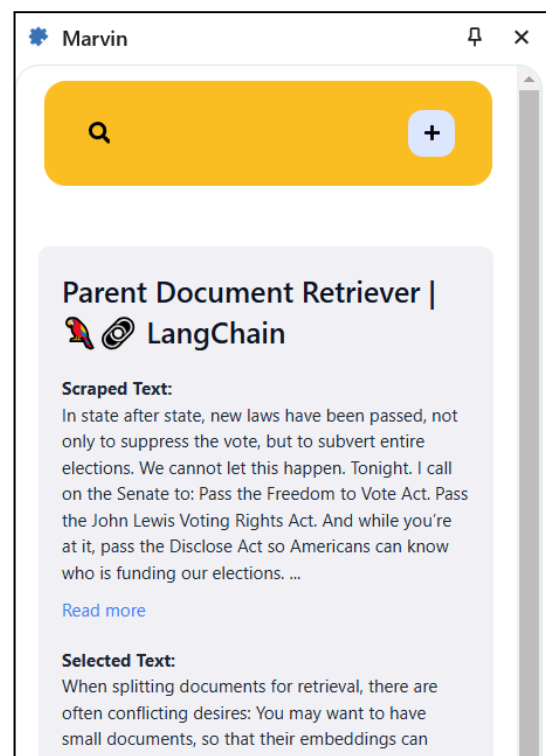 Marvin
+
Parent Document Retriever |
🦜🔗 LangChain
Scraped Text:
In state after state, new laws have been passed, not
only to suppress the vote, but to subvert entire
elections. We cannot let this happen. Tonight. I call
on the Senate to: Pass the Freedom to Vote Act. Pass
the John Lewis Voting Rights Act. And while you’re
at it, pass the Disclose Act so Americans can know
who is funding our elections. ...
Read more
Selected Text:
When splitting documents for retrieval, there are
often conflicting desires: You may want to have
small documents, so that their embeddings can